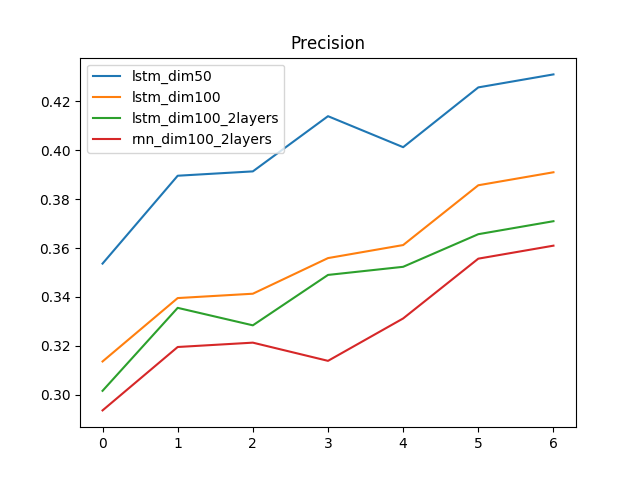 Precision
lstm_dim50
lstm_dim100
lstm_dim100_2layers
rnn_dim100_2layers
0.42
0.40
0.38
0.36
0.34
0.32
0.30
0 1 2 3 4 5 6